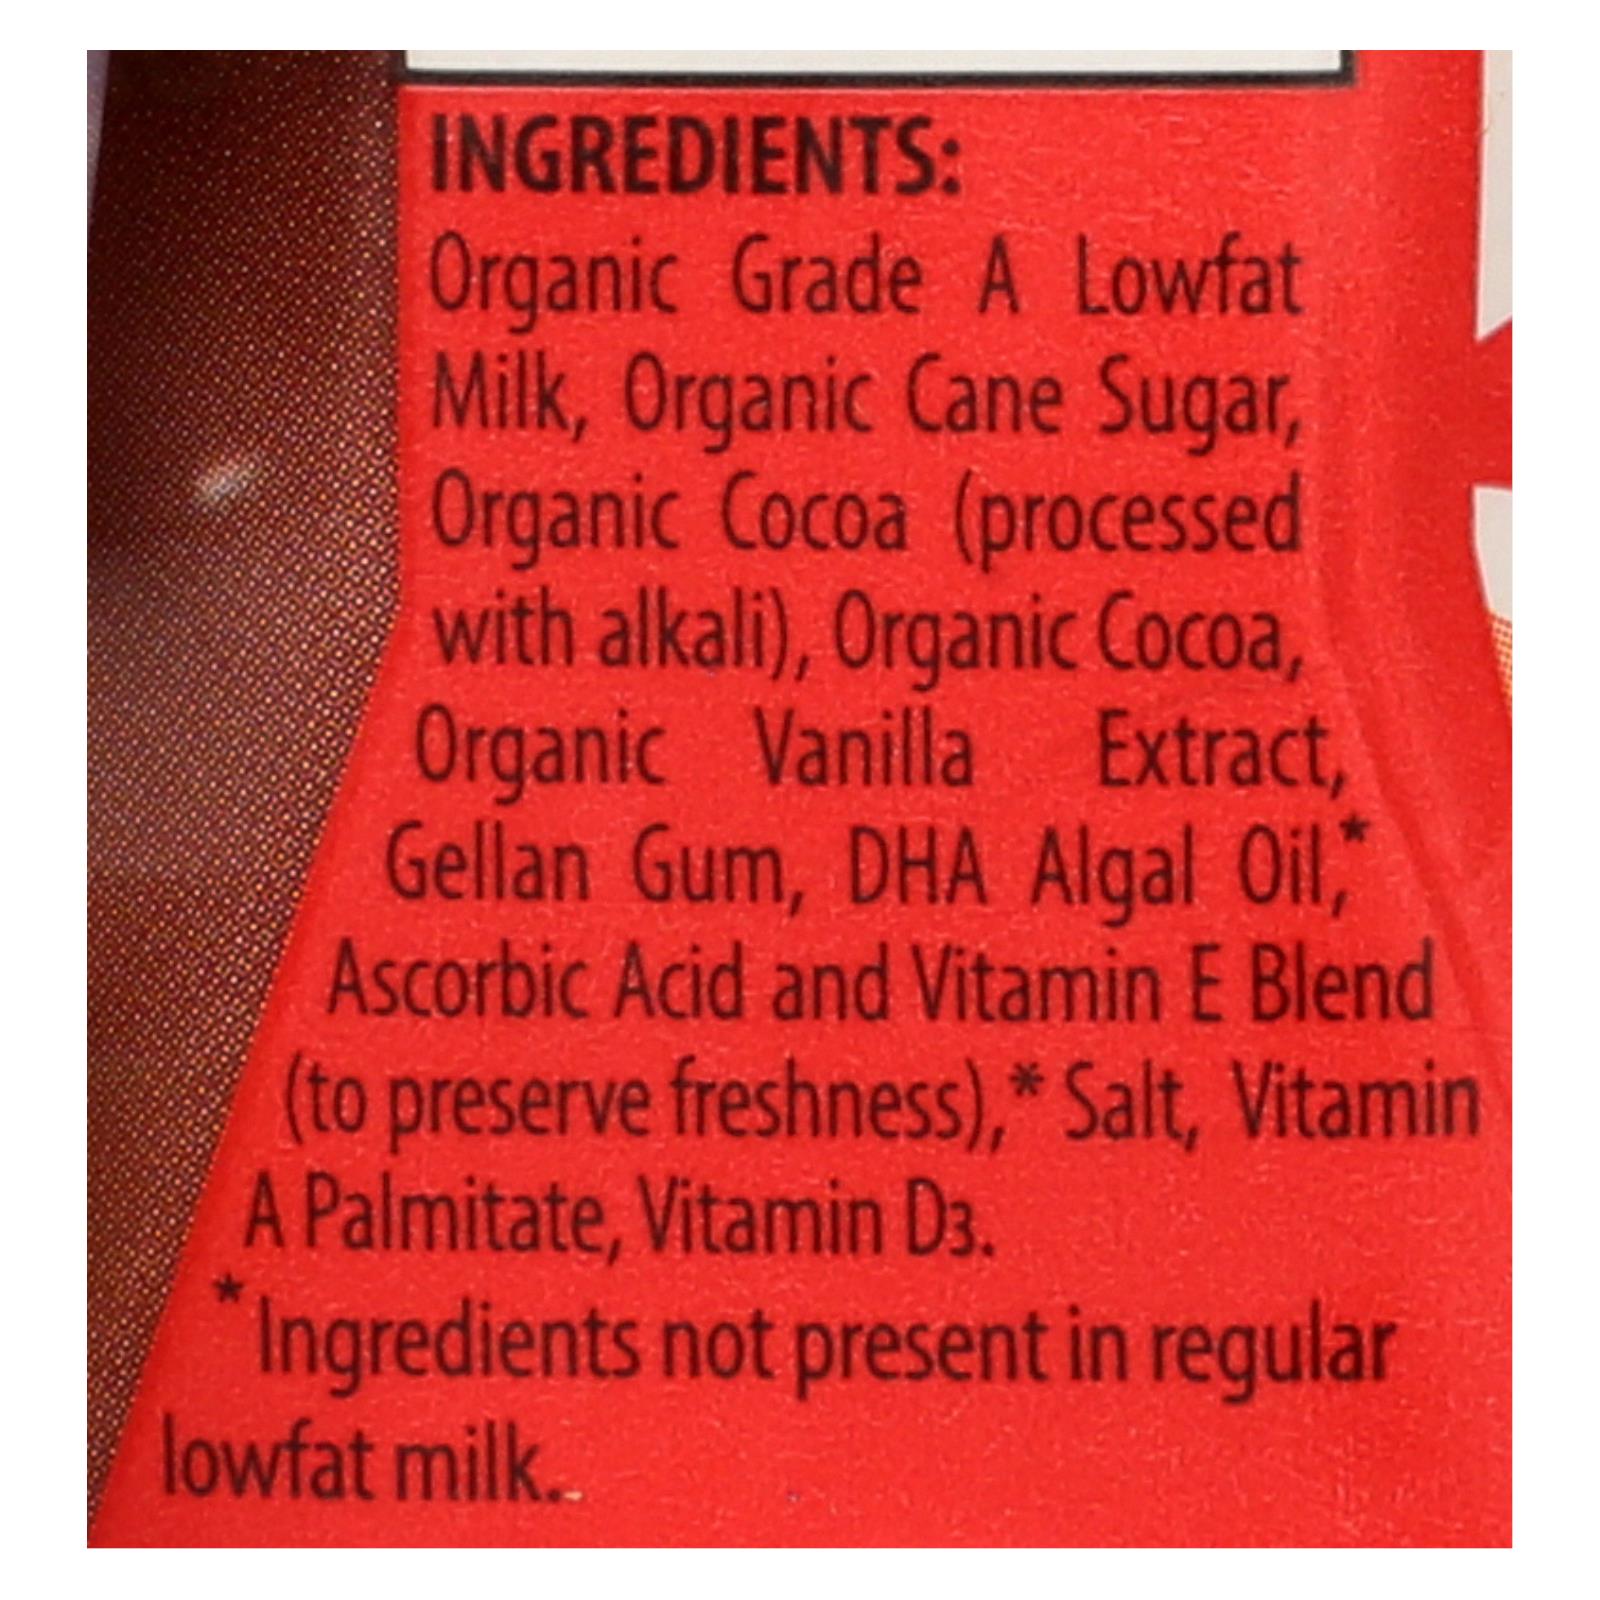 INGREDIENTS:
Organic Grade A Lowfat
Milk, Organic Cane Sugar,
Organic Cocoa (processed
with alkali), Organic Cocoa,
Organic Vanilla Extract,
Gellan Gum, DHA Algal Oil,*
Ascorbic Acid and Vitamin E Blend
(to preserve freshness),* Salt, Vitamin
A Palmitate, Vitamin D3.
*Ingredients not present in regular
lowfat milk.